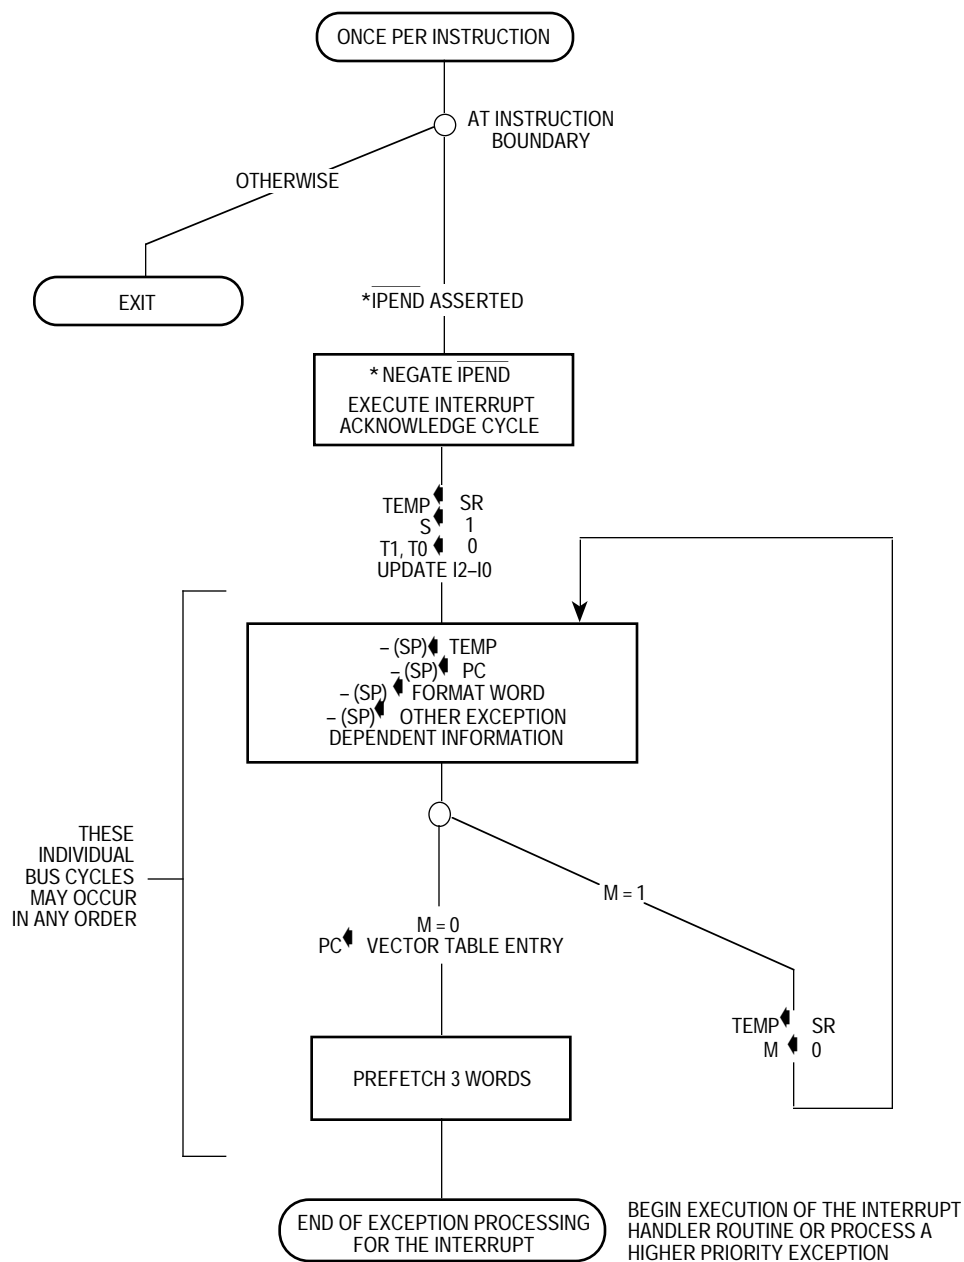 ONCE PER INSTRUCTION
AT INSTRUCTION
BOUNDARY
OTHERWISE
EXIT
*IPEND ASSERTED
* NEGATE IPEND
EXECUTE INTERRUPT
ACKNOWLEDGE CYCLE
TEMP SR
S 1
T1, T0 0
UPDATE I2–I0
– (SP) TEMP
– (SP) PC
– (SP) FORMAT WORD
– (SP) OTHER EXCEPTION
DEPENDENT INFORMATION
THESE
INDIVIDUAL
BUS CYCLES
MAY OCCUR
IN ANY ORDER
M = 1
M = 0
PC VECTOR TABLE ENTRY
TEMP SR
M 0
PREFETCH 3 WORDS
END OF EXCEPTION PROCESSING
FOR THE INTERRUPT
BEGIN EXECUTION OF THE INTERRUPT
HANDLER ROUTINE OR PROCESS A
HIGHER PRIORITY EXCEPTION